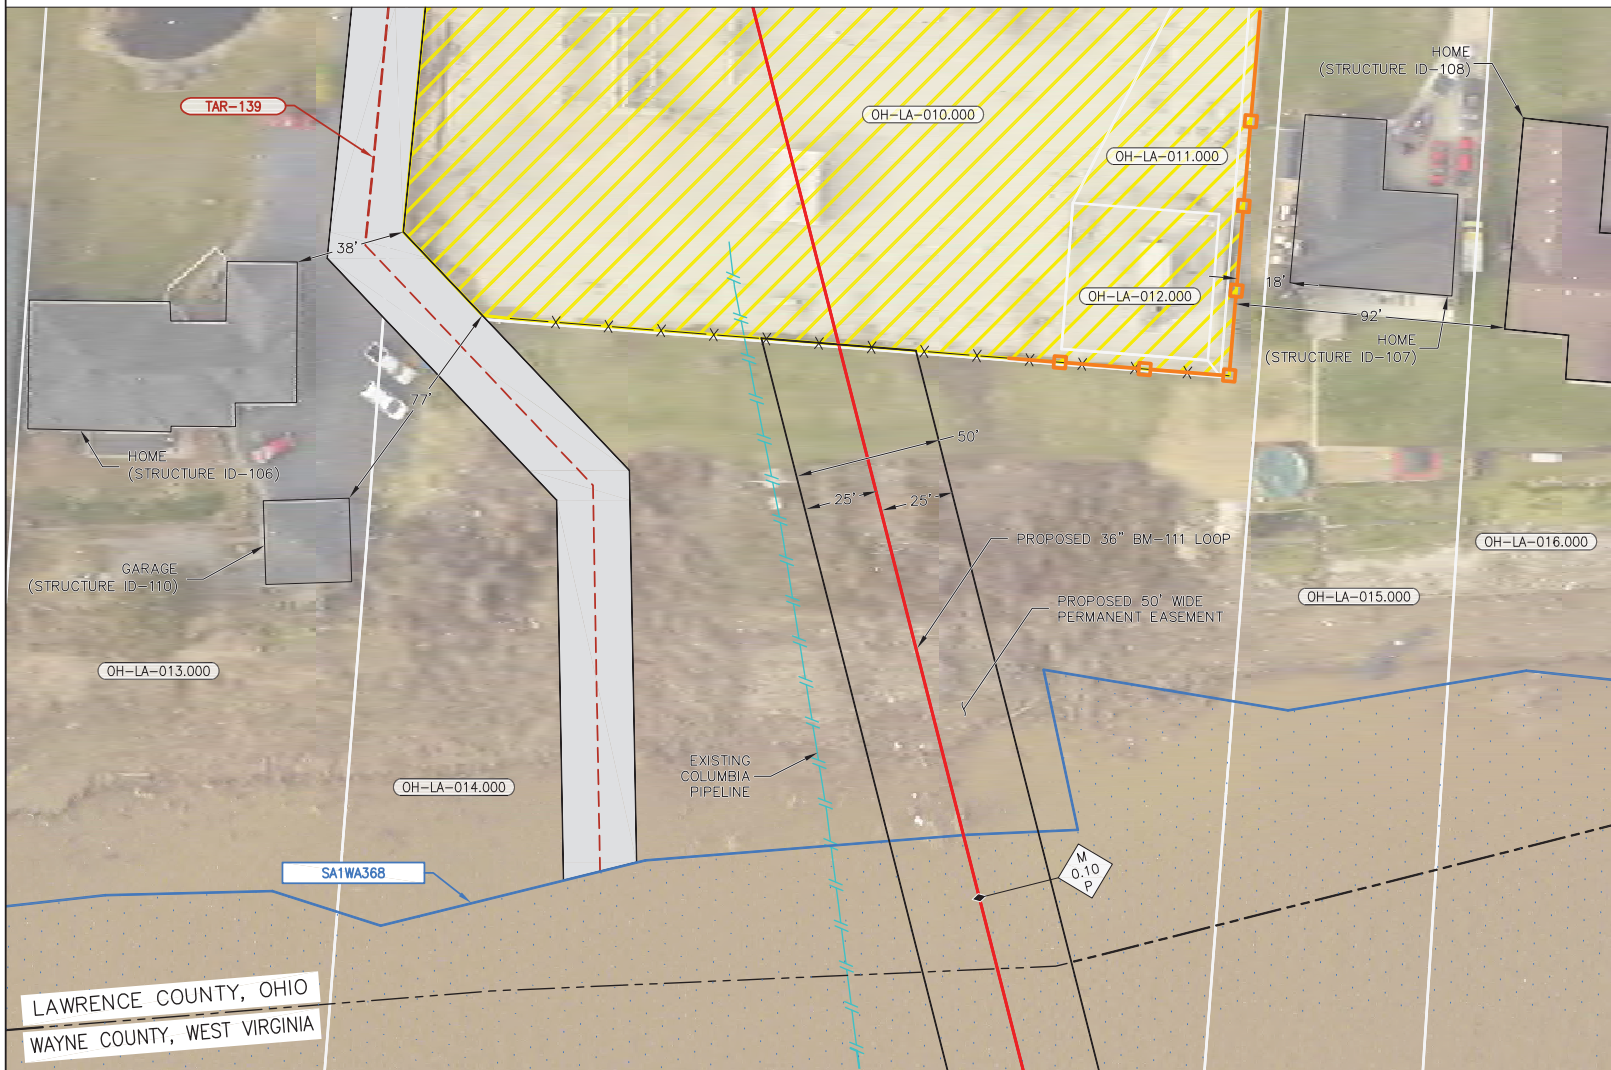 HOME
(STRUCTURE ID-108)
TAR-139
OH-LA-010.000
OH-LA-011.000
38'
18'
OH-LA-012.000
92'
HOME
(STRUCTURE ID-107)
77'
50'
HOME
(STRUCTURE ID-106)
25'
25'
PROPOSED 36" BM-111 LOOP
OH-LA-016.000
GARAGE
(STRUCTURE ID-110)
OH-LA-015.000
PROPOSED 50' WIDE
PERMANENT EASEMENT
OH-LA-013.000
EXISTING
COLUMBIA
PIPELINE
OH-LA-014.000
SA1WA368
M
0.10
P
LAWRENCE COUNTY, OHIO
WAYNE COUNTY, WEST VIRGINIA